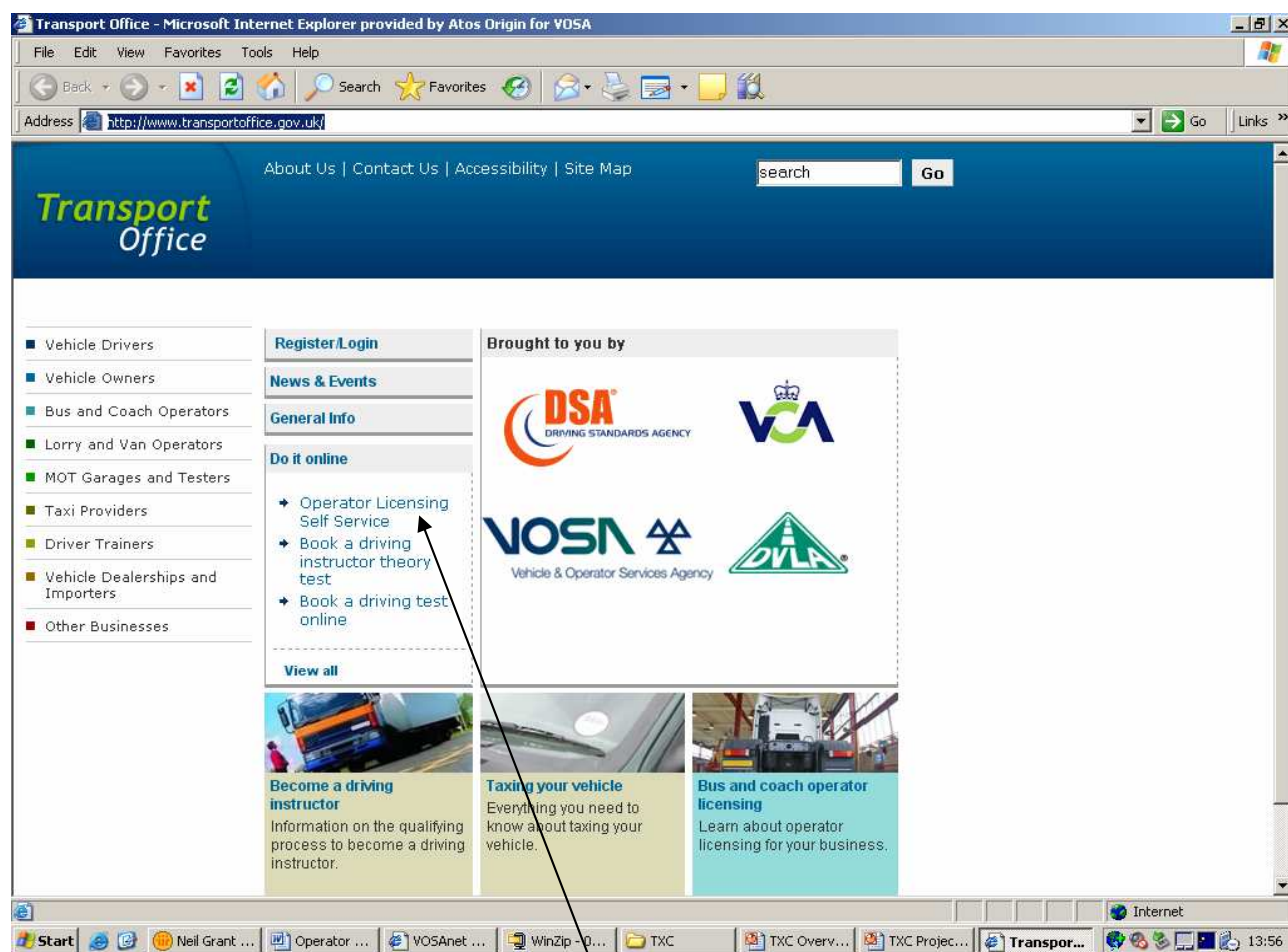 Transport Office - Microsoft Internet Explorer provided by Atos Origin for VOSA
File Edit View Favorites Tools Help
Back Search Favorites
Address http://www.transportoffice.gov.uk/ Go Links »
About Us | Contact Us | Accessibility | Site Map
search Go
Transport
Office
Vehicle Drivers
Vehicle Owners
Bus and Coach Operators
Lorry and Van Operators
MOT Garages and Testers
Taxi Providers
Driver Trainers
Vehicle Dealerships and
Importers
Other Businesses
Register/Login
News & Events
General Info
Do it online
Operator Licensing
Self Service
Book a driving
instructor theory
test
Book a driving test
online
View all
Brought to you by
DSA
DRIVING STANDARDS AGENCY
VCA
VOSA
Vehicle & Operator Services Agency
DVLA
Become a driving
instructor
Information on the qualifying
process to become a driving
instructor.
Taxing your vehicle
Everything you need to
know about taxing your
vehicle.
Bus and coach operator
licensing
Learn about operator
licensing for your business.
Internet
Start Neil Grant ... Operator ... VOSAnet ... WinZip - 0... TXC TXC Overv... TXC Projec... Transpor... 13:56